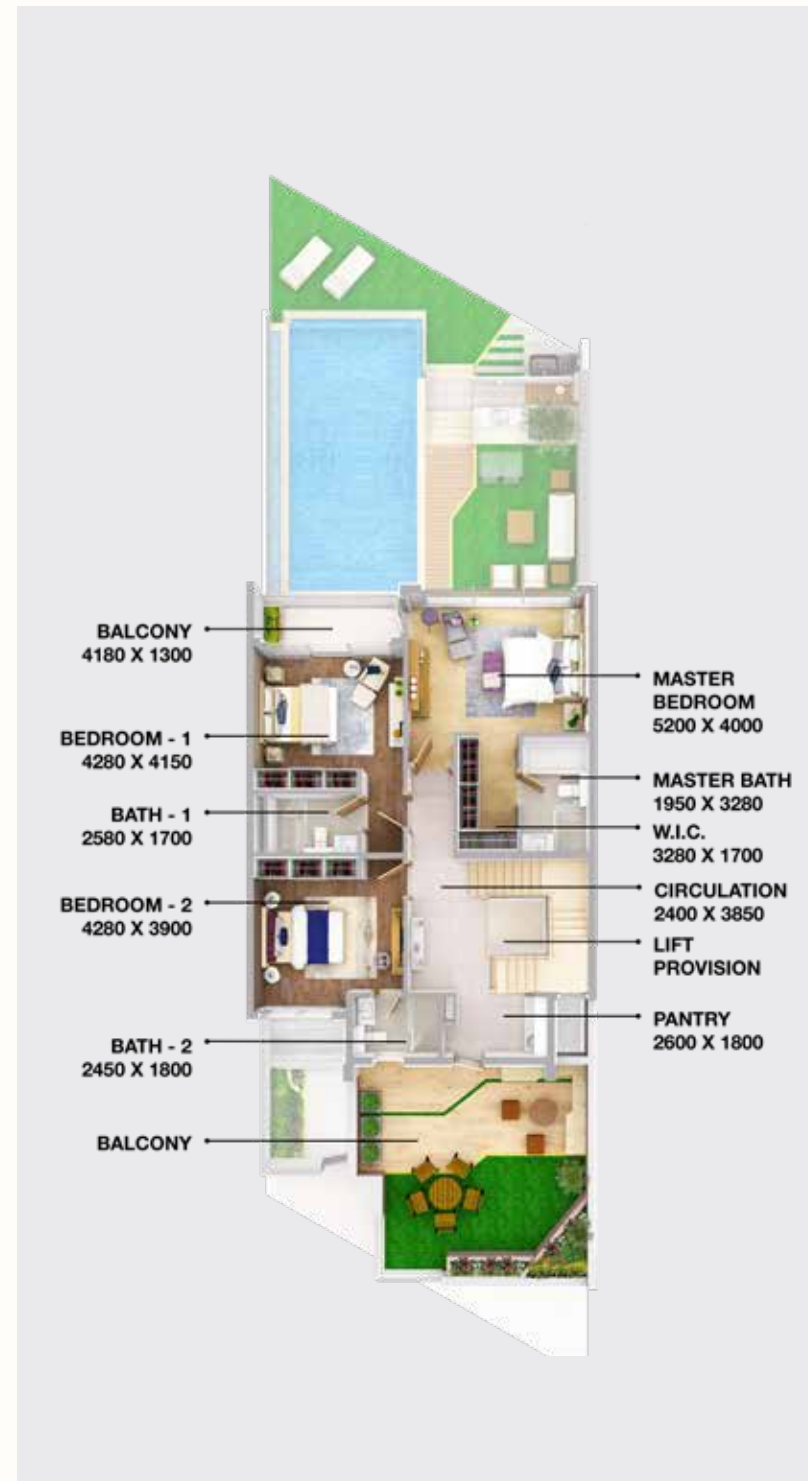 BALCONY
4180 X 1300
BEDROOM - 1
4280 X 4150
BATH - 1
2580 X 1700
BEDROOM - 2
4280 X 3900
BATH - 2
2450 X 1800
BALCONY
MASTER
BEDROOM
5200 X 4000
MASTER BATH
1950 X 3280
W.I.C.
3280 X 1700
CIRCULATION
2400 X 3850
LIFT
PROVISION
PANTRY
2600 X 1800